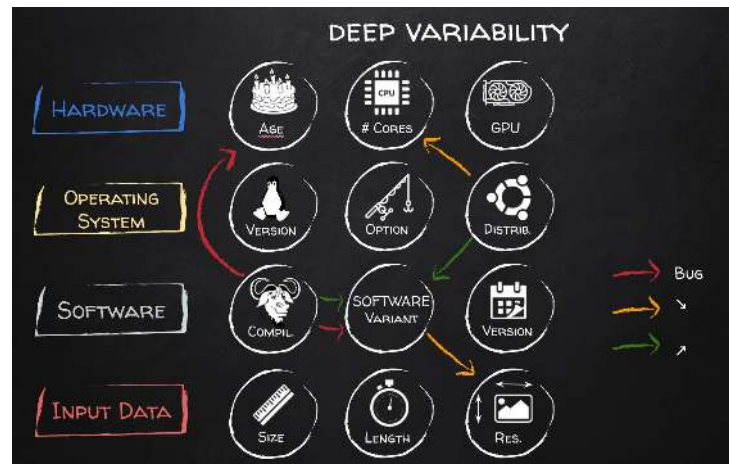 DEEP VARIABILITY
HARDWARE
CPU
AGE
# CORES
GPU
OPERATING
SYSTEM
VERSION
OPTION
DISTRIB.
SOFTWARE
COMPIL.
SOFTWARE
VARIANT
VERSION
BUG
↘
↗
INPUT DATA
SIZE
LENGTH
RES.